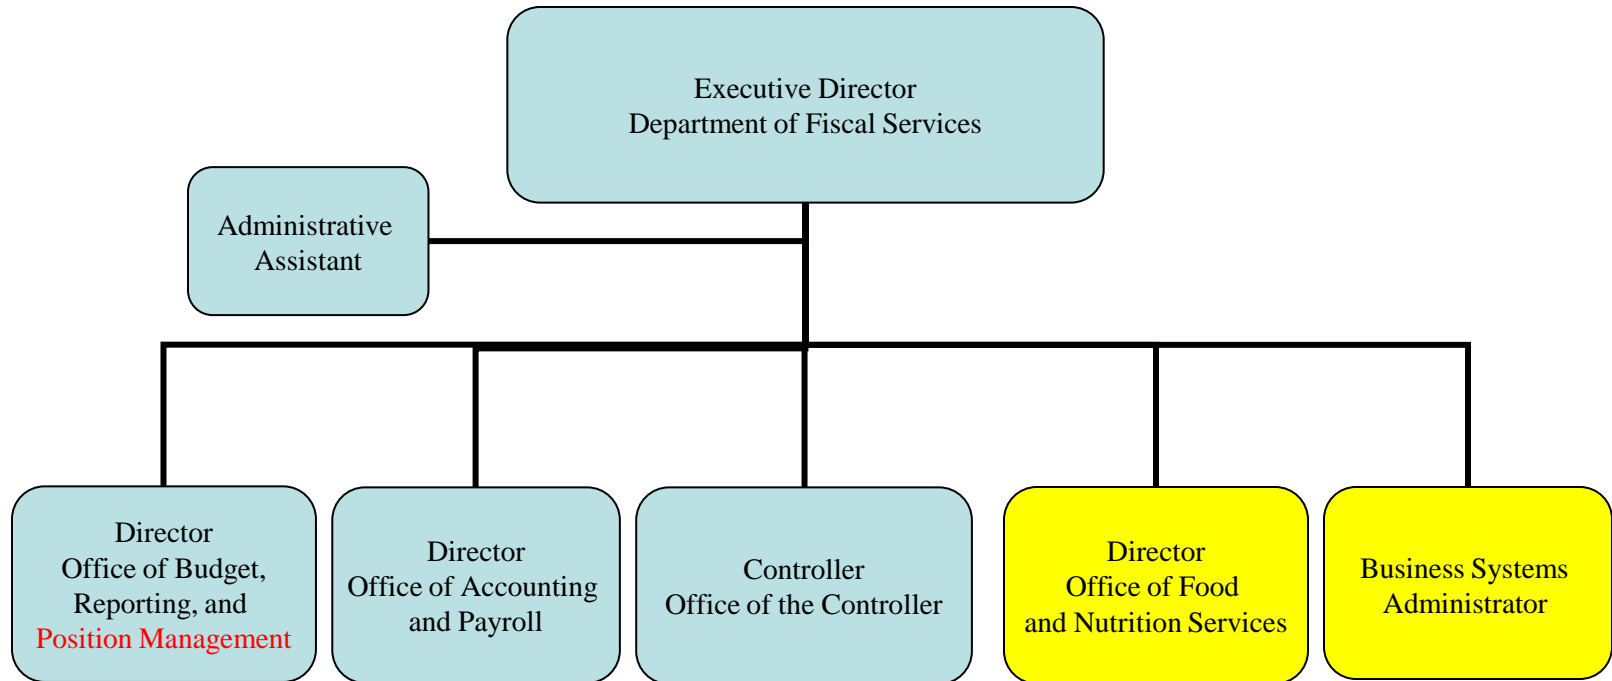 Executive Director
Department of Fiscal Services
Administrative
Assistant
Director
Office of Budget,
Reporting, and
Position Management
Director
Office of Accounting
and Payroll
Controller
Office of the Controller
Director
Office of Food
and Nutrition Services
Business Systems
Administrator